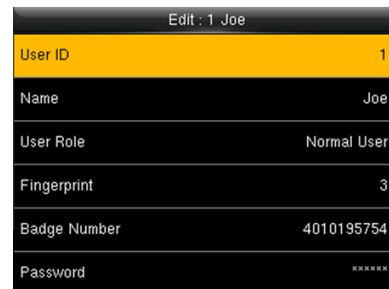 Edit : 1 Joe
User ID 1
Name Joe
User Role Normal User
Fingerprint 3
Badge Number 4010195754
Password ******